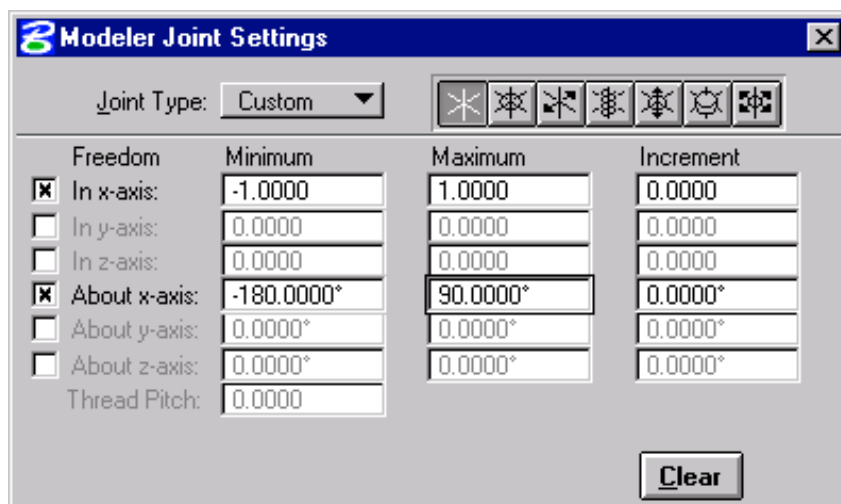 Modeler Joint Settings
Joint Type: Custom
Freedom Minimum Maximum Increment
In x-axis: -1.0000 1.0000 0.0000
In y-axis: 0.0000 0.0000 0.0000
In z-axis: 0.0000 0.0000 0.0000
About x-axis: -180.0000° 90.0000° 0.0000°
About y-axis: 0.0000° 0.0000° 0.0000°
About z-axis: 0.0000° 0.0000° 0.0000°
Thread Pitch: 0.0000
Clear